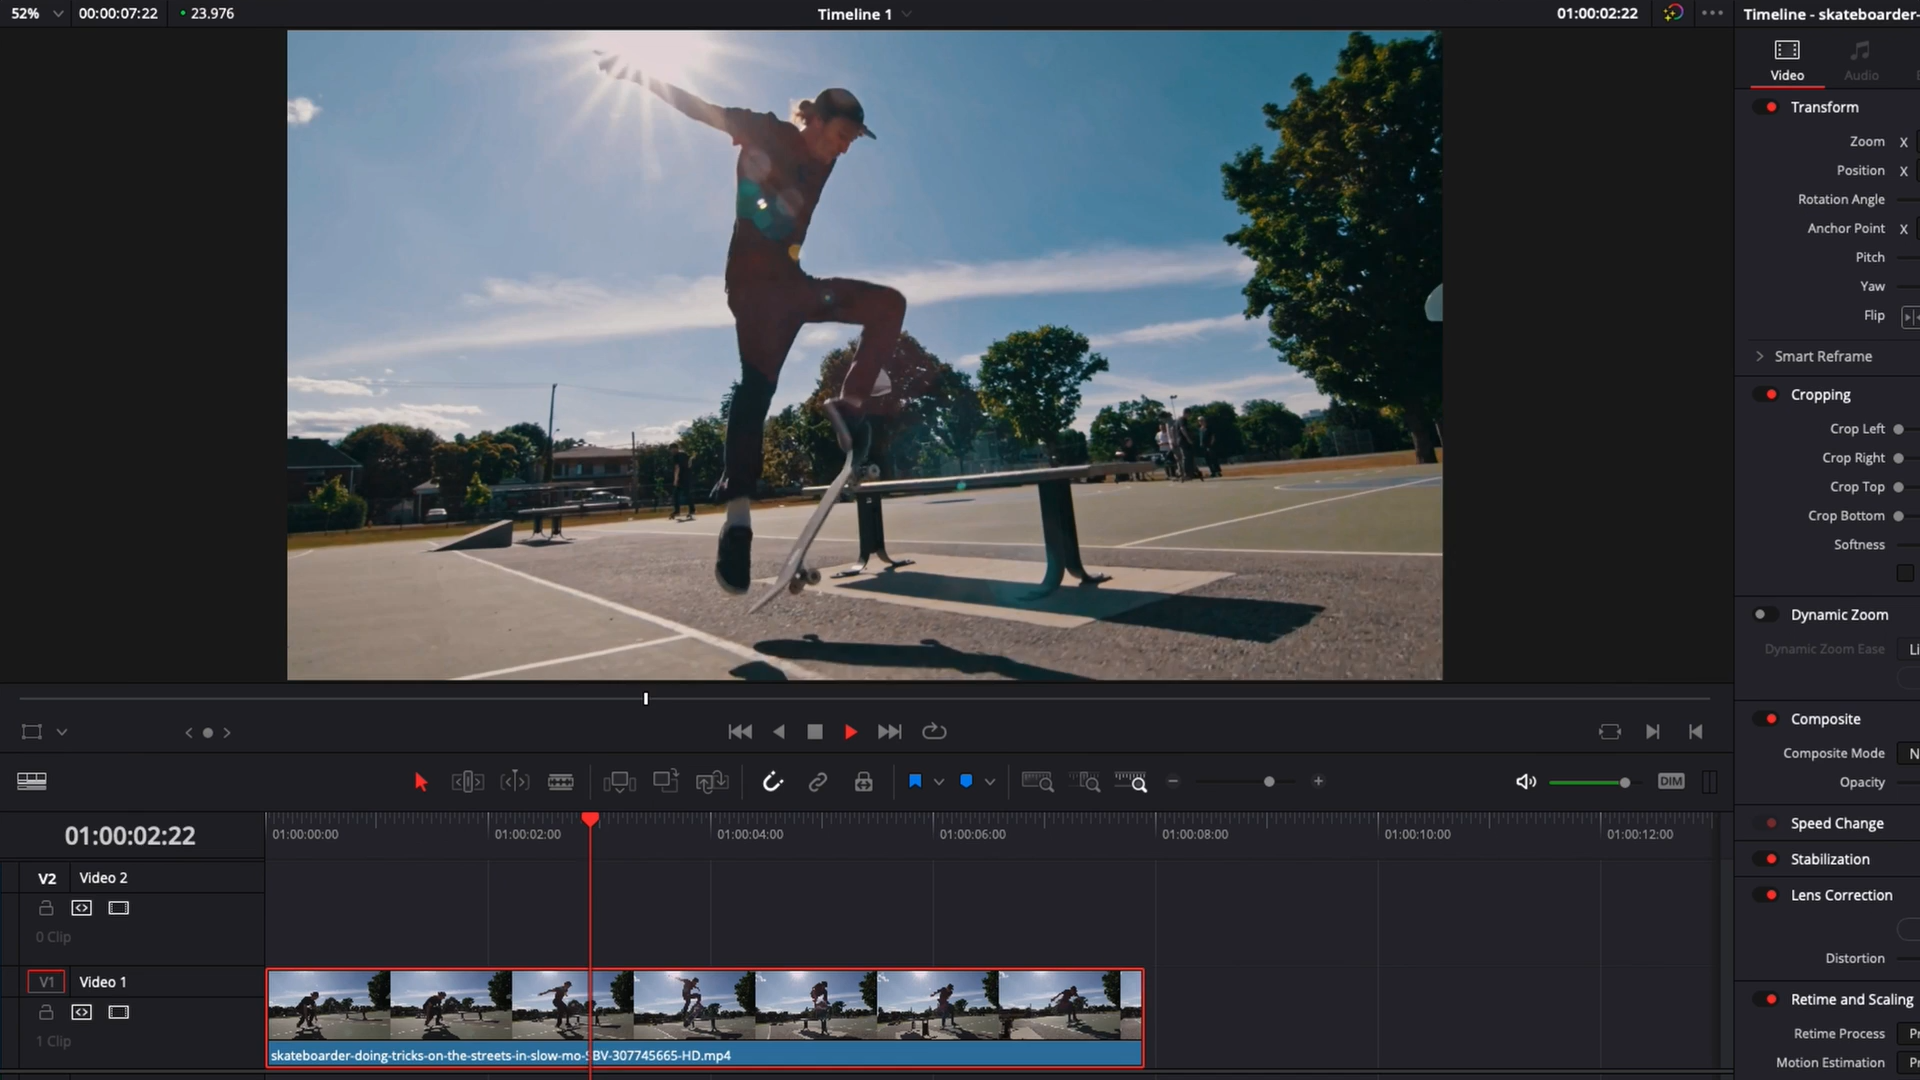 52%
00:00:07:22
23.976
Timeline 1
01:00:02:22
Timeline - skateboarder-
Video
Audio
Transform
Zoom X
Position X
Rotation Angle
Anchor Point X
Pitch
Yaw
Flip
Smart Reframe
Cropping
Crop Left
Crop Right
Crop Top
Crop Bottom
Softness
Dynamic Zoom
Dynamic Zoom Ease Li
Composite
Composite Mode N
Opacity
Speed Change
Stabilization
Lens Correction
Distortion
Retime and Scaling
Retime Process Pr
Motion Estimation Pr
DIM
01:00:02:22
01:00:00:00
01:00:02:00
01:00:04:00
01:00:06:00
01:00:08:00
01:00:10:00
01:00:12:00
V2 Video 2
0 Clip
V1 Video 1
1 Clip
skateboarder-doing-tricks-on-the-streets-in-slow-mo-SBV-307745665-HD.mp4